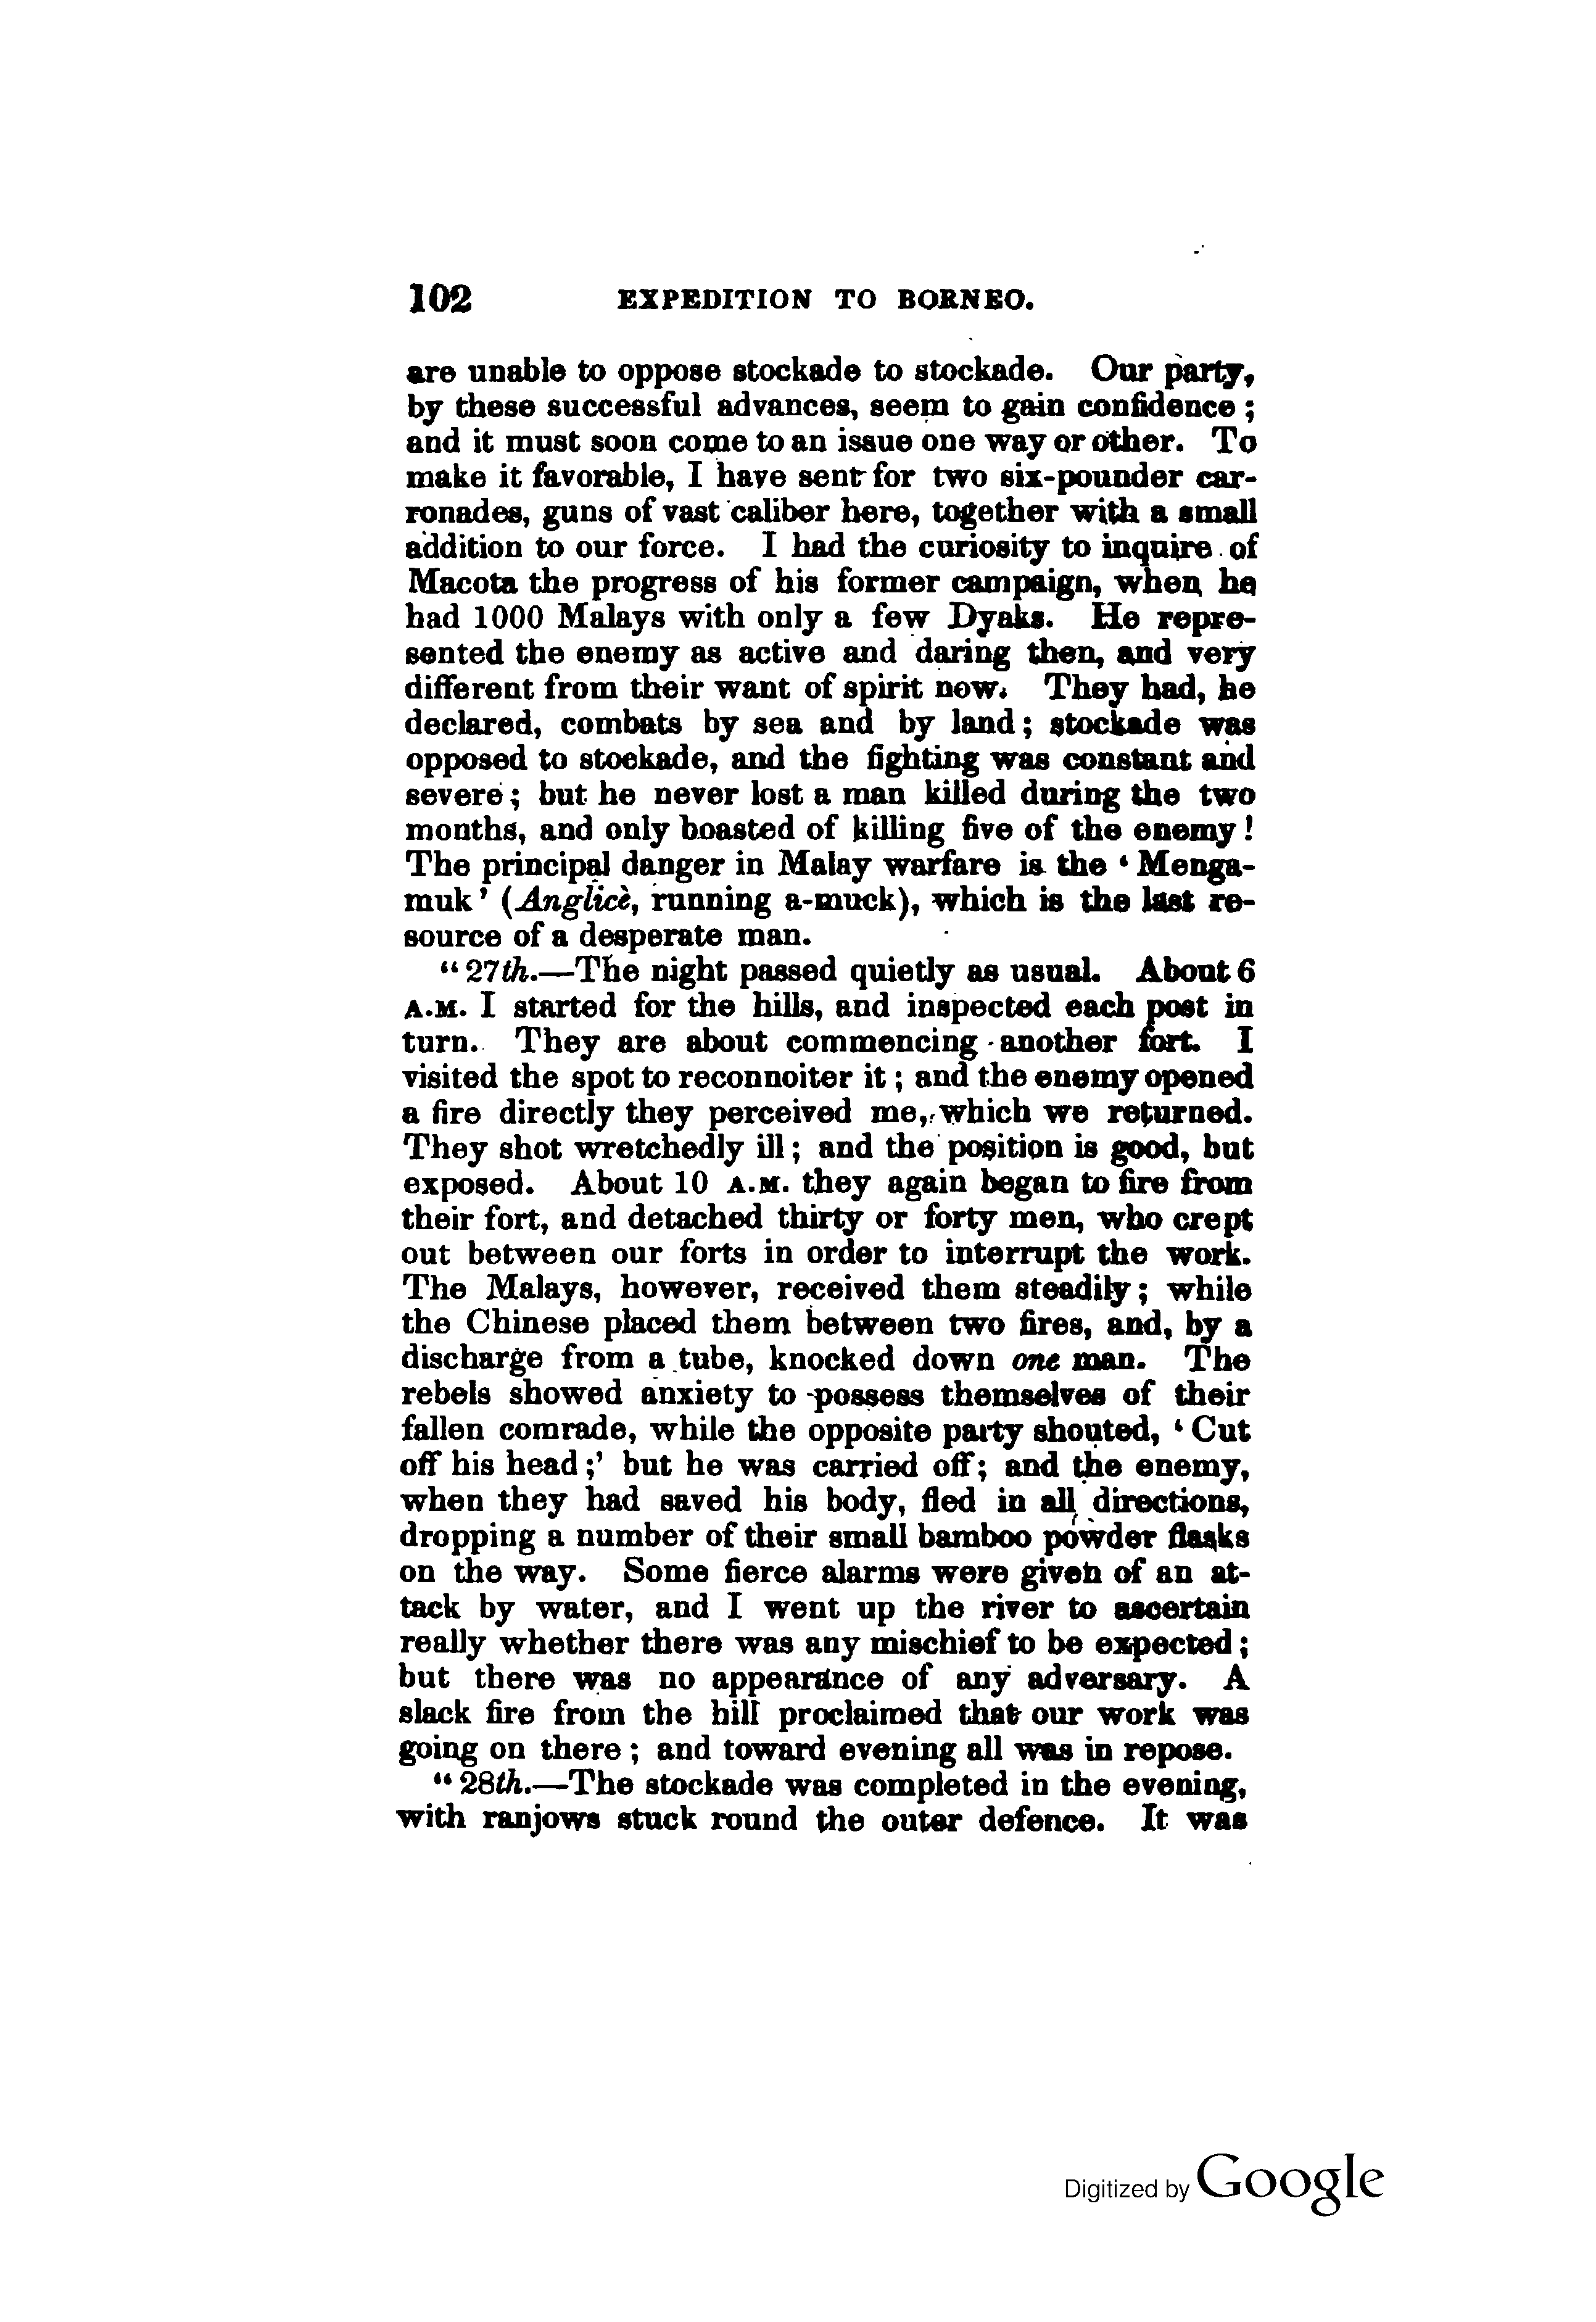 102 EXPEDITION TO BORNEO.
are unable to oppose stockade to stockade. Our party,
by these successful advances, seem to gain confidence;
and it must soon come to an issue one way or other. To
make it favorable, I have sent for two six-pounder car-
ronades, guns of vast caliber here, together with a small
addition to our force. I had the curiosity to inquire of
Macota the progress of his former campaign, when he
had 1000 Malays with only a few Dyaks. He repre-
sented the enemy as active and daring then, and very
different from their want of spirit now. They had, he
declared, combats by sea and by land; stockade was
opposed to stockade, and the fighting was constant and
severe; but he never lost a man killed during the two
months, and only boasted of killing five of the enemy!
The principal danger in Malay warfare is the ‘Menga-
muk’ (Anglicè, running a-muck), which is the last re-
source of a desperate man.
“27th.—The night passed quietly as usual. About 6
A.M. I started for the hills, and inspected each post in
turn. They are about commencing another fort. I
visited the spot to reconnoiter it; and the enemy opened
a fire directly they perceived me, which we returned.
They shot wretchedly ill; and the position is good, but
exposed. About 10 A.M. they again began to fire from
their fort, and detached thirty or forty men, who crept
out between our forts in order to interrupt the work.
The Malays, however, received them steadily; while
the Chinese placed them between two fires, and, by a
discharge from a tube, knocked down one man. The
rebels showed anxiety to possess themselves of their
fallen comrade, while the opposite party shouted, ‘Cut
off his head;’ but he was carried off; and the enemy,
when they had saved his body, fled in all directions,
dropping a number of their small bamboo powder flasks
on the way. Some fierce alarms were given of an at-
tack by water, and I went up the river to ascertain
really whether there was any mischief to be expected;
but there was no appearance of any adversary. A
slack fire from the hill proclaimed that our work was
going on there; and toward evening all was in repose.
“28th.—The stockade was completed in the evening,
with ranjows stuck round the outer defence. It was
Digitized by Google